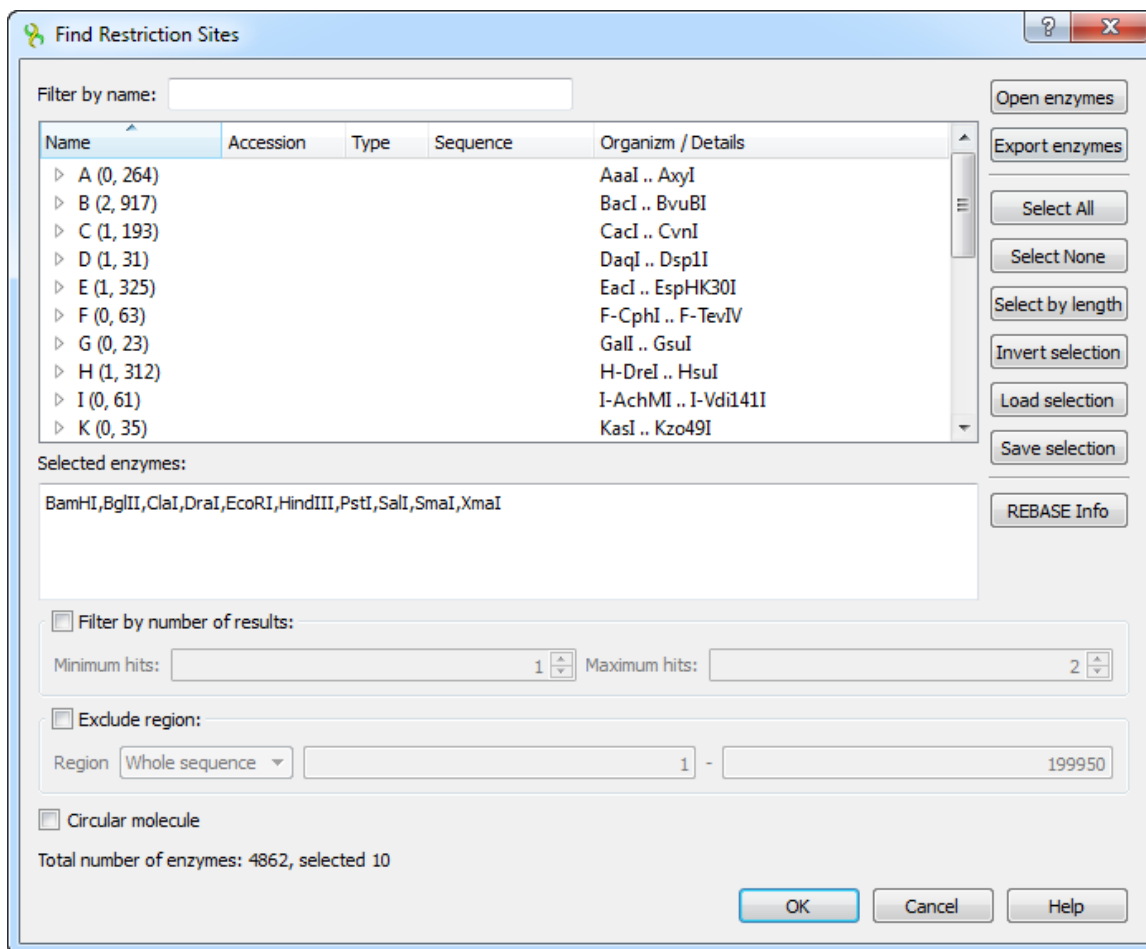 Find Restriction Sites
Filter by name:
Open enzymes
Name Accession Type Sequence Organizm / Details
Export enzymes
A (0, 264) AaaI .. AxyI
B (2, 917) BacI .. BvuBI
Select All
C (1, 193) CacI .. CvnI
D (1, 31) DaqI .. Dsp1I
Select None
E (1, 325) EacI .. EspHK30I
Select by length
F (0, 63) F-CphI .. F-TevIV
G (0, 23) GalI .. GsuI
Invert selection
H (1, 312) H-DreI .. HsuI
I (0, 61) I-AchMI .. I-Vdi141I
Load selection
K (0, 35) KasI .. Kzo49I
Save selection
Selected enzymes:
BamHI,BglII,ClaI,DraI,EcoRI,HindIII,PstI,SalI,SmaI,XmaI
REBASE Info
Filter by number of results:
Minimum hits: 1 Maximum hits: 2
Exclude region:
Region Whole sequence 1 - 199950
Circular molecule
Total number of enzymes: 4862, selected 10
OK Cancel Help